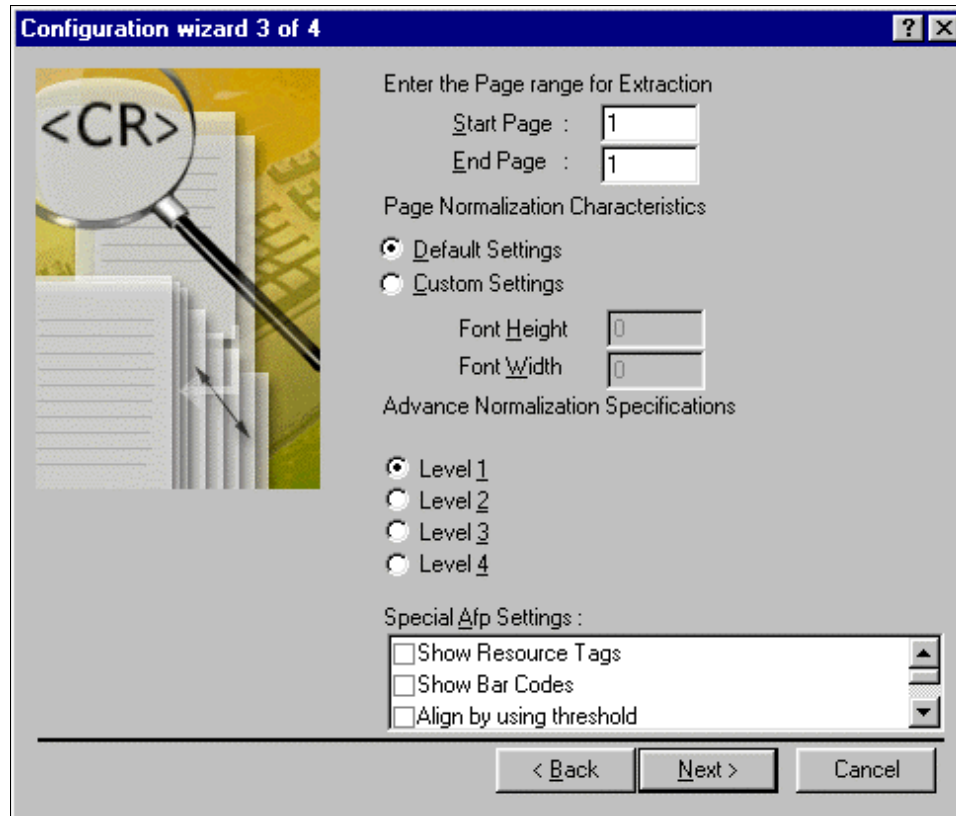 Configuration wizard 3 of 4
<CR>
Enter the Page range for Extraction
Start Page : 1
End Page : 1
Page Normalization Characteristics
Default Settings
Custom Settings
Font Height 0
Font Width 0
Advance Normalization Specifications
Level 1
Level 2
Level 3
Level 4
Special Afp Settings :
Show Resource Tags
Show Bar Codes
Align by using threshold
< Back Next > Cancel